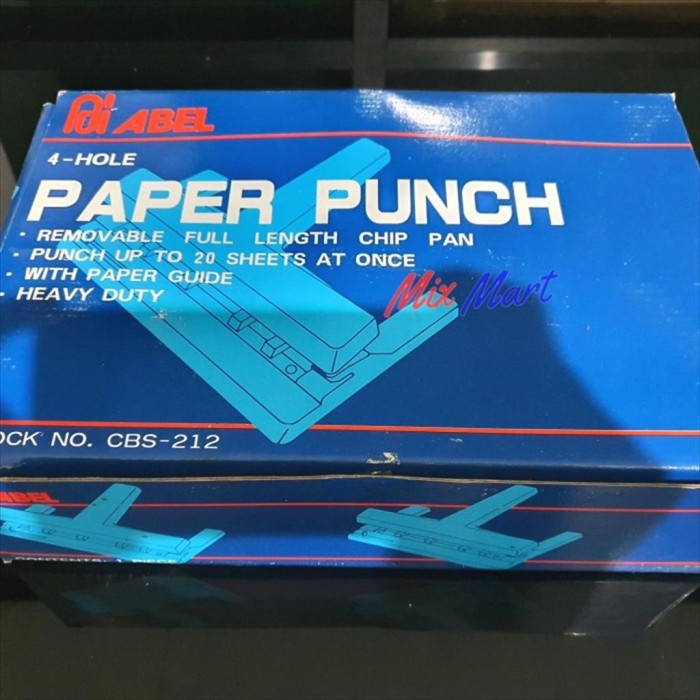 ABEL
4-HOLE
PAPER PUNCH
· REMOVABLE FULL LENGTH CHIP PAN
· PUNCH UP TO 20 SHEETS AT ONCE
· WITH PAPER GUIDE
· HEAVY DUTY
Mix Mart
OCK NO. CBS-212
ABEL